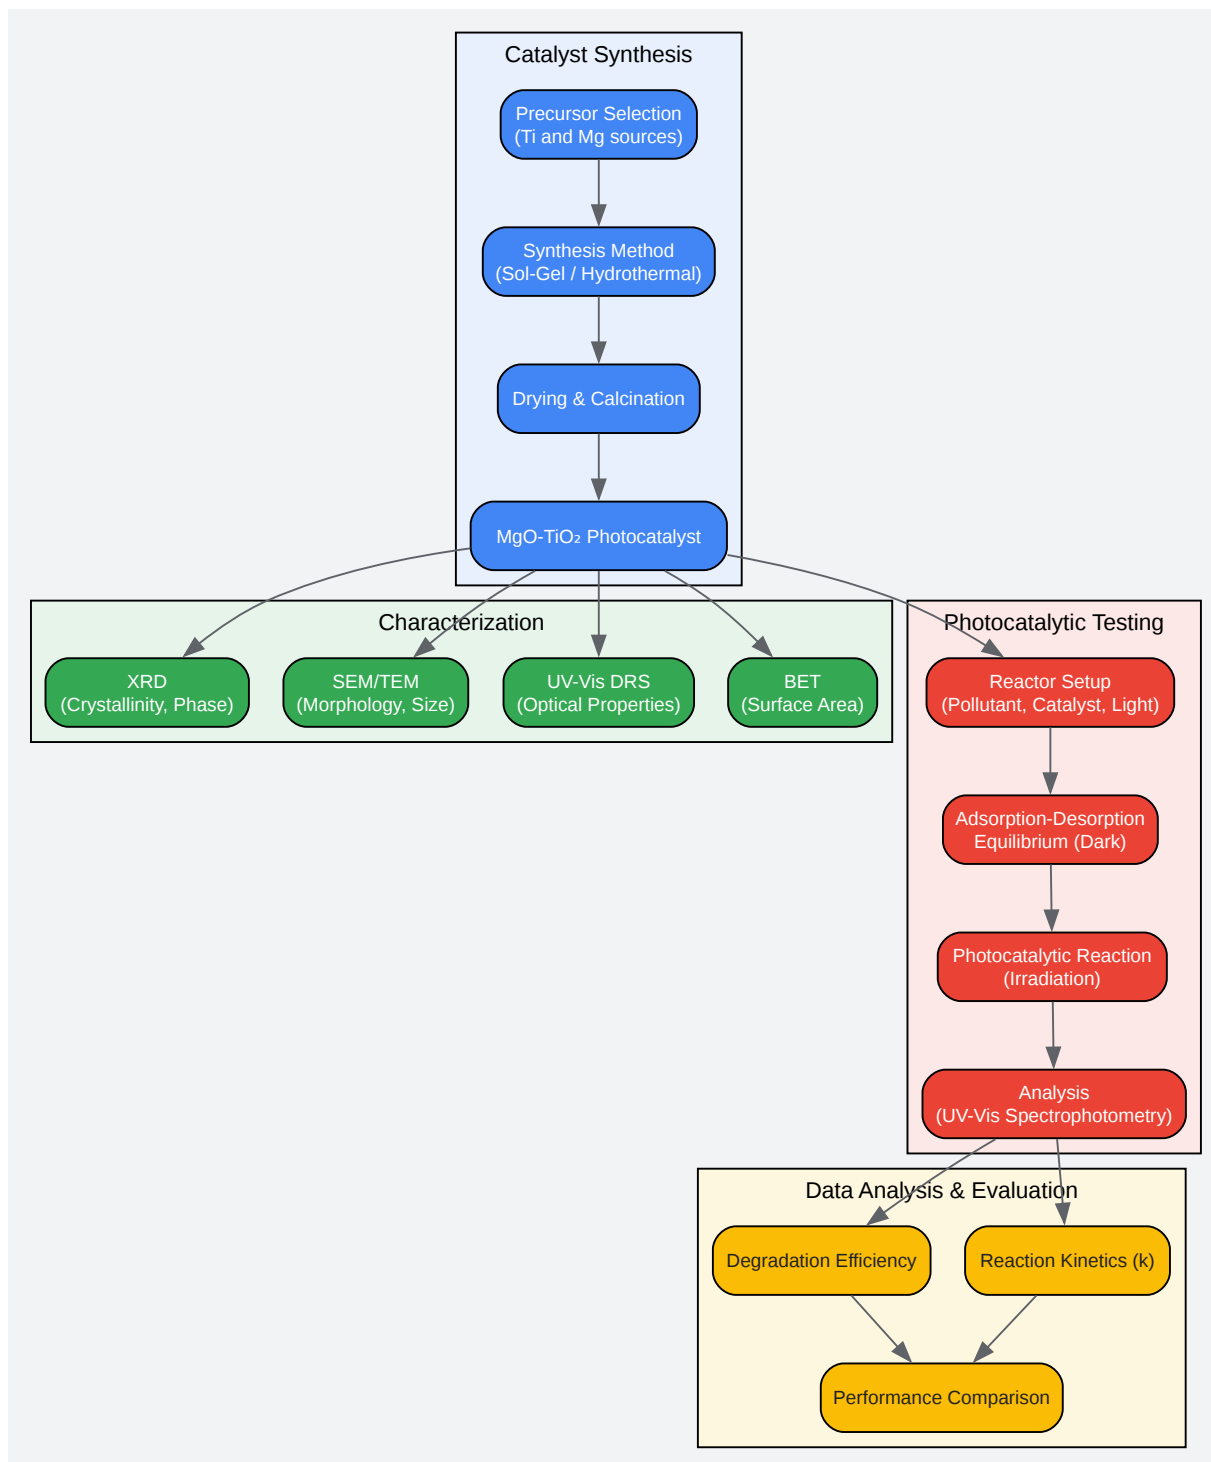 Catalyst Synthesis
Precursor Selection
(Ti and Mg sources)
Synthesis Method
(Sol-Gel / Hydrothermal)
Drying & Calcination
MgO-TiO₂ Photocatalyst
Characterization
XRD
(Crystallinity, Phase)
SEM/TEM
(Morphology, Size)
UV-Vis DRS
(Optical Properties)
BET
(Surface Area)
Photocatalytic Testing
Reactor Setup
(Pollutant, Catalyst, Light)
Adsorption-Desorption
Equilibrium (Dark)
Photocatalytic Reaction
(Irradiation)
Analysis
(UV-Vis Spectrophotometry)
Data Analysis & Evaluation
Degradation Efficiency
Reaction Kinetics (k)
Performance Comparison